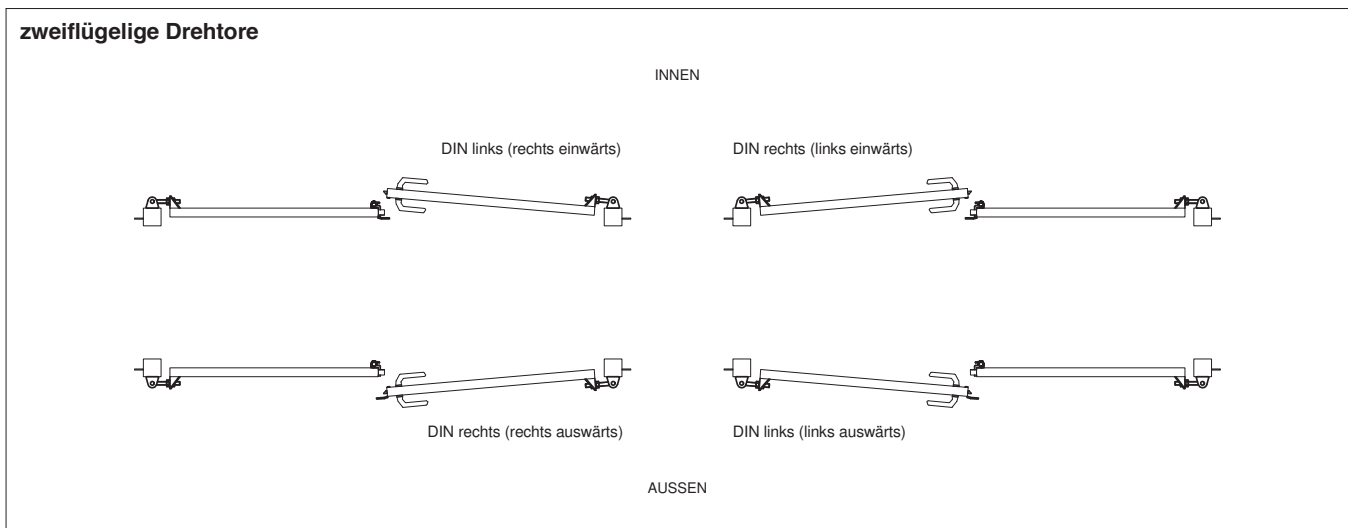 zweiflügelige Drehtore
INNEN
DIN links (rechts einwärts)
DIN rechts (links einwärts)
DIN rechts (rechts auswärts)
DIN links (links auswärts)
AUSSEN